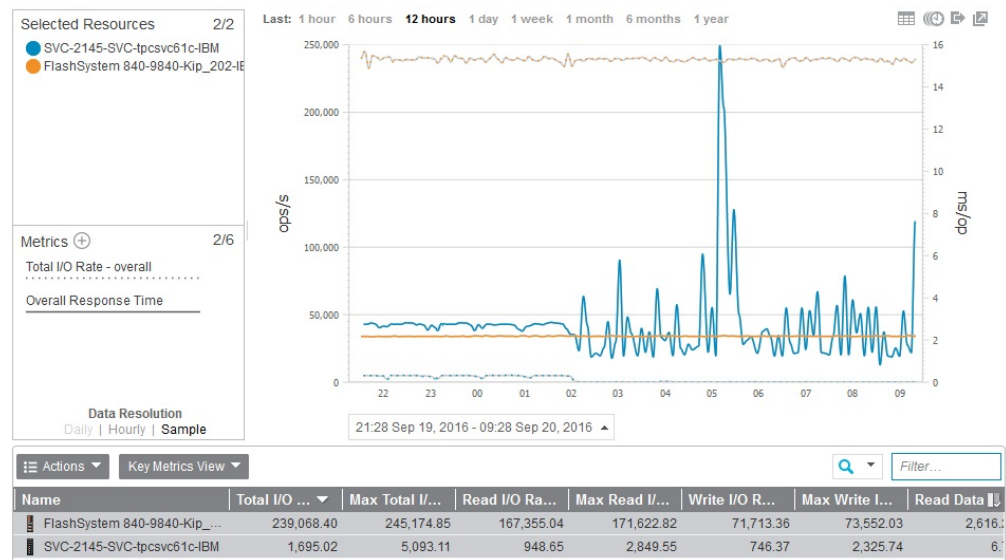 Selected Resources 2/2
SVC-2145-SVC-tpcsvc61c-IBM
FlashSystem 840-9840-Kip_202-IE
Metrics 2/6
Total I/O Rate - overall
Overall Response Time
Data Resolution
Daily | Hourly | Sample
Last: 1 hour 6 hours 12 hours 1 day 1 week 1 month 6 months 1 year
250,000
200,000
150,000
100,000
50,000
0
ops/s
16
14
12
10
8
6
4
2
0
ms/op
22 23 00 01 02 03 04 05 06 07 08 09
21:28 Sep 19, 2016 - 09:28 Sep 20, 2016
Actions Key Metrics View Filter...
Name Total I/O ... Max Total I/... Read I/O Ra... Max Read I/... Write I/O R... Max Write I... Read Data
FlashSystem 840-9840-Kip_... 239,068.40 245,174.85 167,355.04 171,622.82 71,713.36 73,552.03 2,616.
SVC-2145-SVC-tpcsvc61c-IBM 1,695.02 5,093.11 948.65 2,849.55 746.37 2,325.74 6.